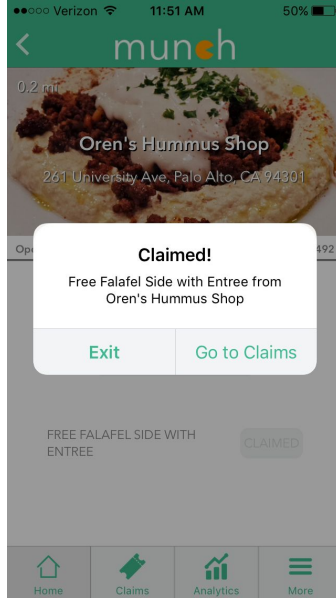 Verizon 11:51 AM 50%
munch
0.2 mi
Oren's Hummus Shop
261 University Ave, Palo Alto, CA 94301
492
Claimed!
Free Falafel Side with Entree from
Oren's Hummus Shop
Exit Go to Claims
FREE FALAFEL SIDE WITH
ENTREE
CLAIMED
Home Claims Analytics More